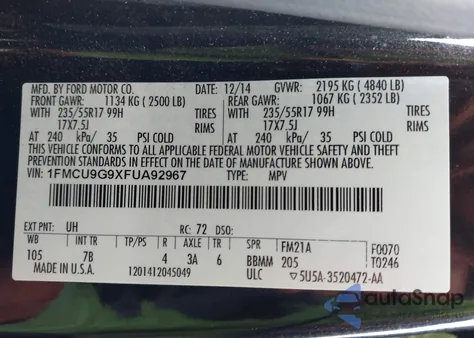 MFD. BY FORD MOTOR CO. 12/14 GVWR: 2195 KG ( 4840 LB)
FRONT GAWR: 1134 KG ( 2500 LB) REAR GAWR: 1067 KG ( 2352 LB)
WITH 235/55R17 99H TIRES WITH 235/55R17 99H TIRES
17X7.5J RIMS 17X7.5J RIMS
AT 240 kPa/ 35 PSI COLD AT 240 kPa/ 35 PSI COLD
THIS VEHICLE CONFORMS TO ALL APPLICABLE FEDERAL MOTOR VEHICLE SAFETY AND
BUMPER STANDARDS IN EFFECT ON THE DATE OF MANUFACTURE SHOWN ABOVE.
VIN: 1FMCU9G9XFUA92967 TYPE: MPV
EXT PNT: UH RC: 72 DSO:
WB INT TR TP/PS R AXLE TR SPR FM21A F0070
105 7B 4 3A 6 BBMM 205 T0246
MADE IN U.S.A. 1201412045049 ULC 5U5A-3520472-AA
autosnap